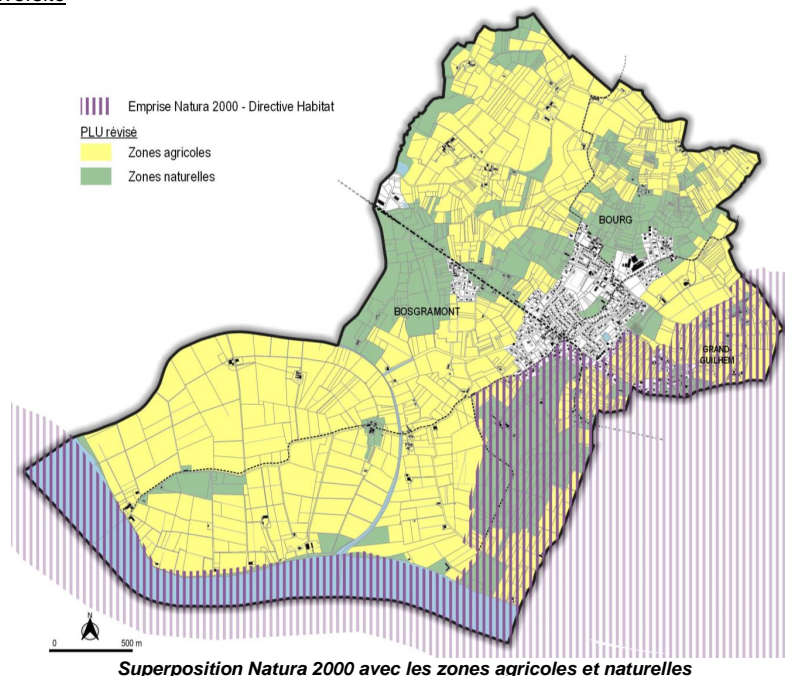 Emprise Natura 2000 - Directive Habitat
PLU révisé
Zones agricoles
Zones naturelles
BOURG
BOSGRAMONT
GRAND-
GUILHEM
N
0 500 m
Superposition Natura 2000 avec les zones agricoles et naturelles